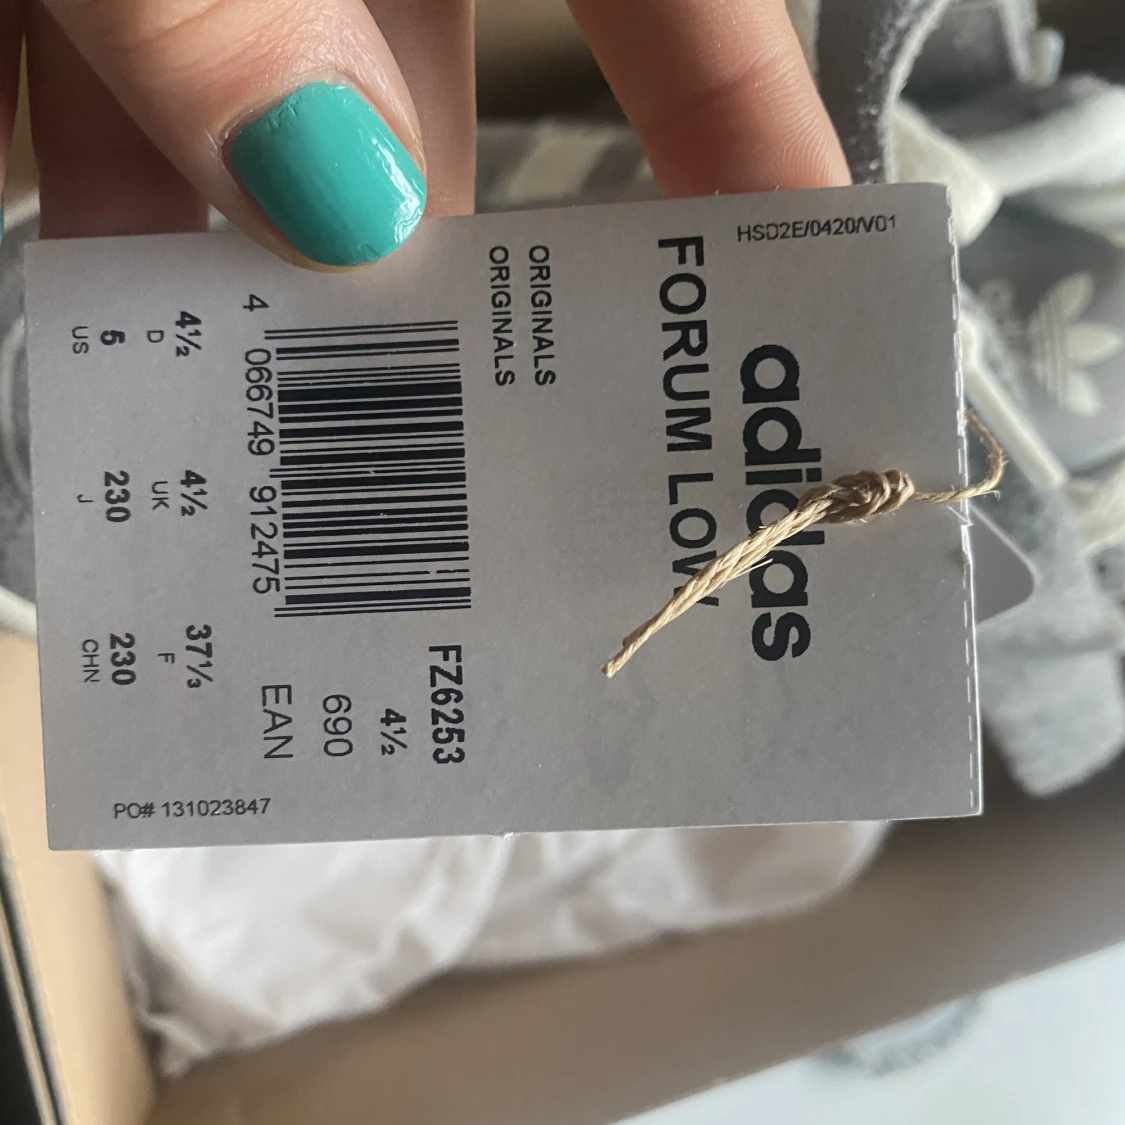 HSD2E/0420/V01
adidas
FORUM LOW
ORIGINALS
ORIGINALS
FZ6253
4½
690
EAN
4 066749 912475
4½ 4½ 37⅓
D UK F
5 230 230
US J CHN
PO# 131023847